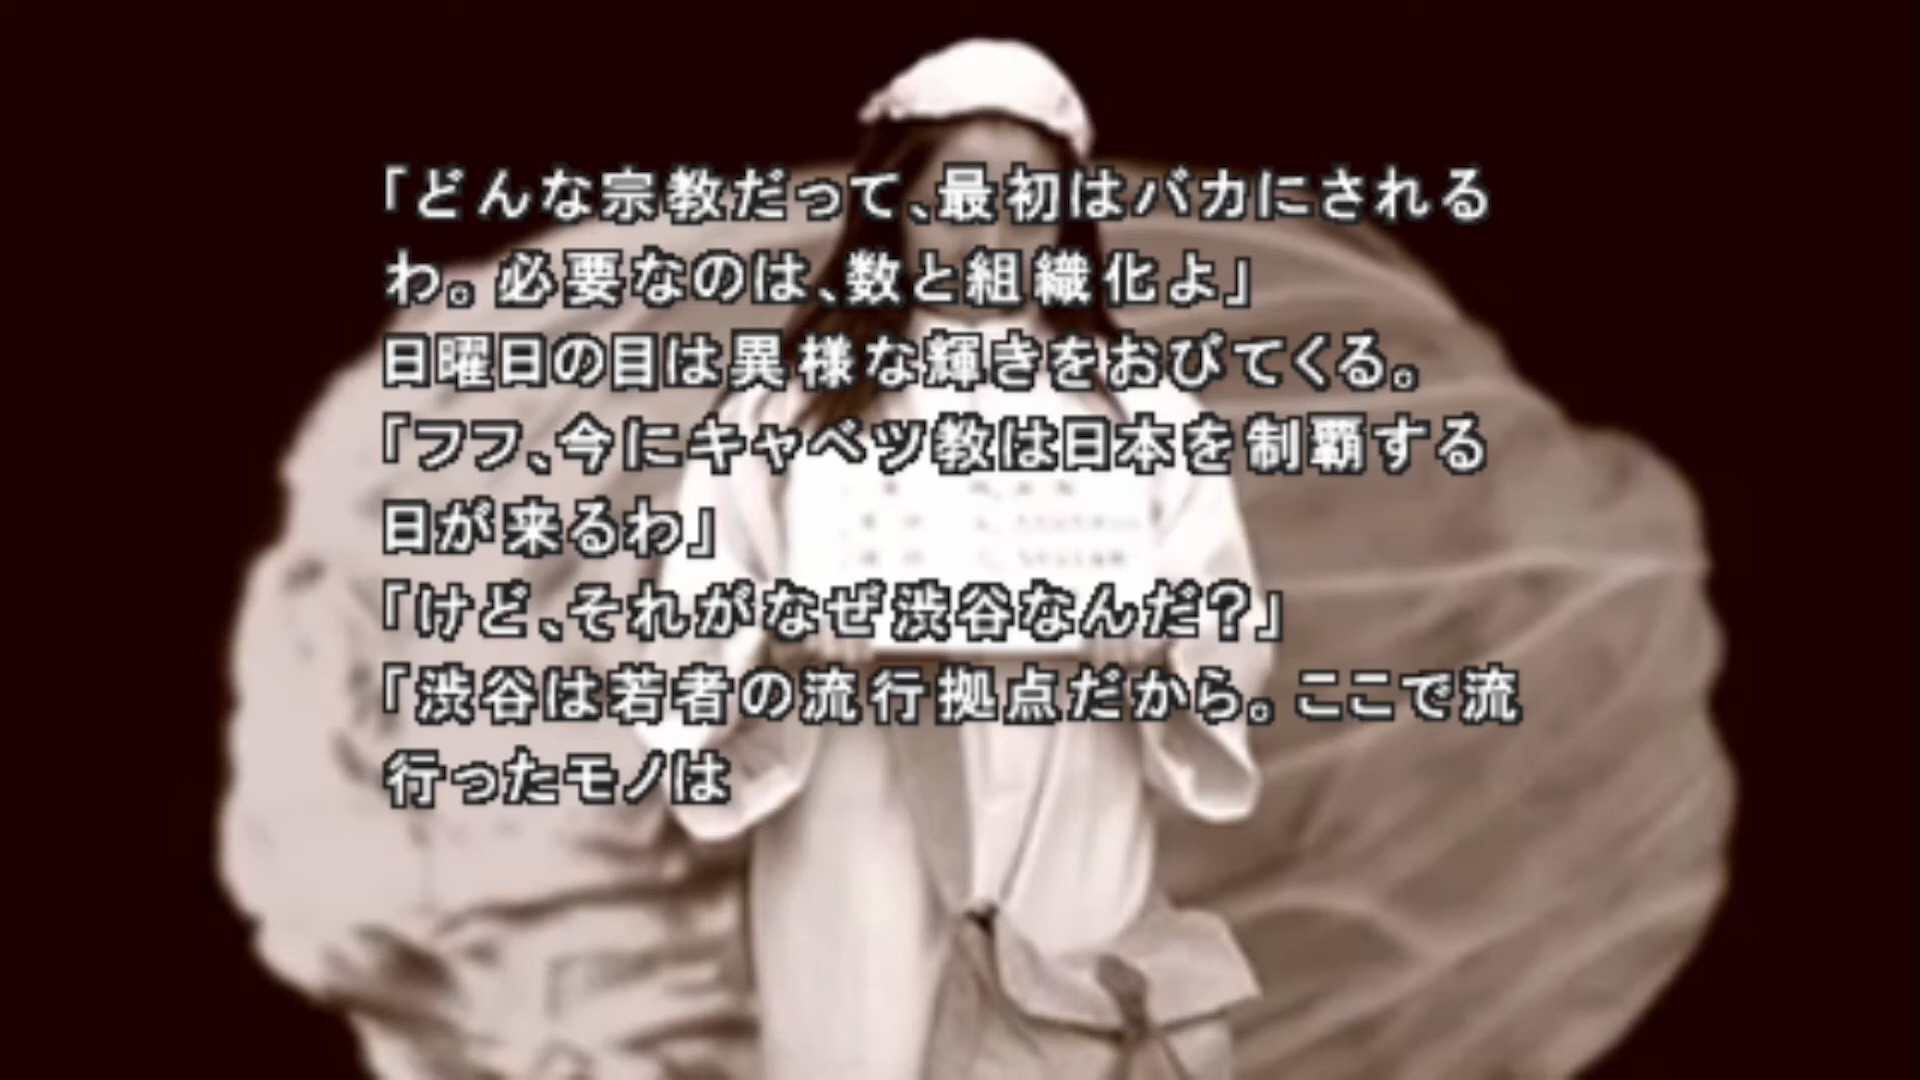 「どんな宗教だって、最初はバカにされる
わ。必要なのは、数と組織化よ」
日曜日の目は異様な輝きをおびてくる。
「フフ、今にキャベツ教は日本を制覇する
日が来るわ」
「けど、それがなぜ渋谷なんだ?」
「渋谷は若者の流行拠点だから。ここで流
行ったモノは